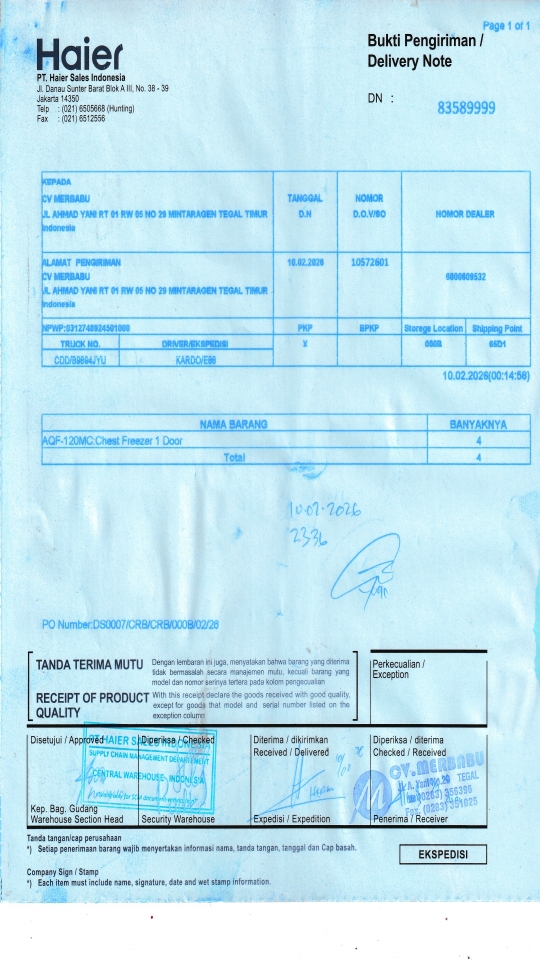 Page 1 of 1
Haier
Bukti Pengiriman /
Delivery Note
PT. Haier Sales Indonesia
Jl. Danau Sunter Barat Blok A III, No. 38 - 39
Jakarta 14350
Telp : (021) 6505668 (Hunting)
Fax : (021) 6512556
DN : 83589999
KEPADA
CV MERBABU
JL AHMAD YANI RT 01 RW 05 NO 29 MINTARAGEN TEGAL TIMUR
Indonesia
TANGGAL
D.N
NOMOR
D.O.V/SO
NOMOR DEALER
ALAMAT PENGIRIMAN
CV MERBABU
JL AHMAD YANI RT 01 RW 05 NO 29 MINTARAGEN TEGAL TIMUR
Indonesia
10.02.2026
10572601
6000609532
NPWP:0312748924501000
PKP
BPKP
Storege Location
Shipping Point
TRUCK NO.
DRIVER/EKSPEDISI
X
000B
65D1
CDD/B9894JYU
KARDO/E86
10.02.2026(00:14:56)
NAMA BARANG
BANYAKNYA
AQF-120MC:Chest Freezer 1 Door
4
Total
4
10.02.2026
2336
PO Number:DS0007/CRB/CRB/000B/02/26
TANDA TERIMA MUTU
Dengan lembaran ini juga, menyatakan bahwa barang yang diterima
tidak bermasalah secara manajemen mutu, kecuali barang yang
model dan nomor serinya tertera pada kolom pengecualian
RECEIPT OF PRODUCT
QUALITY
With this receipt declare the goods received with good quality,
except for goods that model and serial number listed on the
exception column
Perkecualian /
Exception
Disetujui / Approved
Diperiksa / Checked
Diterima / dikirimkan
Received / Delivered
Diperiksa / diterima
Checked / Received
PT HAIER SALES INDONESIA
SUPPLY CHAIN MANAGEMENT DEPARTMENT
CENTRAL WAREHOUSE - INDONESIA
CV. MERBABU
TEGAL
Kep. Bag. Gudang
Warehouse Section Head
Security Warehouse
Expedisi / Expedition
Penerima / Receiver
Tanda tangan/cap perusahaan
*) Setiap penerimaan barang wajib menyertakan informasi nama, tanda tangan, tanggal dan Cap basah.
EKSPEDISI
Company Sign / Stamp
*) Each item must include name, signature, date and wet stamp information.